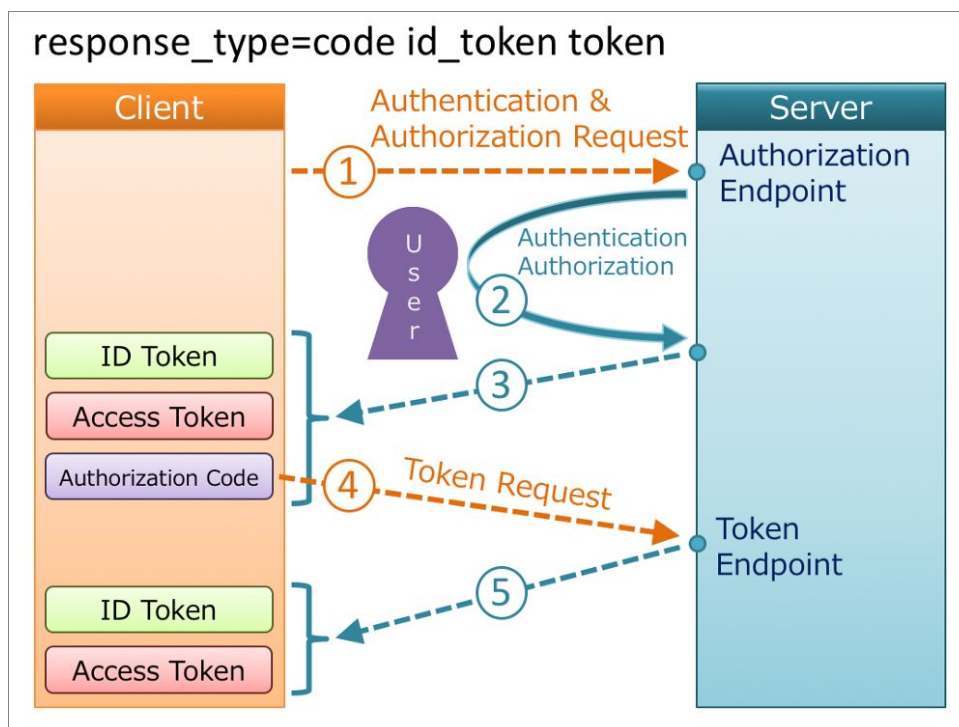 response_type=code id_token token
Client
Authentication &
Authorization Request
Server
1
Authorization
Endpoint
User
Authentication
Authorization
2
ID Token
3
Access Token
Authorization Code
4
Token Request
Token
Endpoint
5
ID Token
Access Token